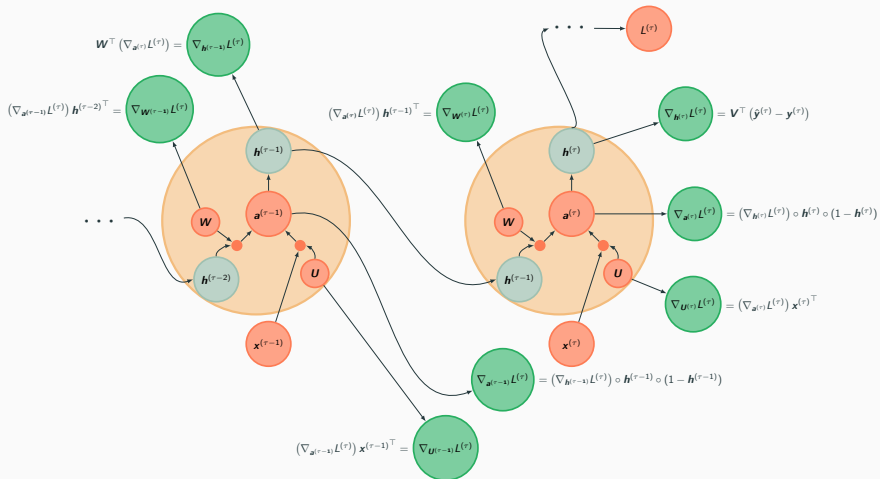 L^(τ)
W^⊤ (∇_{a^(τ)} L^(τ)) = ∇_{h^(τ−1)} L^(τ)
(∇_{a^(τ−1)} L^(τ)) h^(τ−2)^⊤ = ∇_{W^(τ−1)} L^(τ)
(∇_{a^(τ)} L^(τ)) h^(τ−1)^⊤ = ∇_{W^(τ)} L^(τ)
∇_{h^(τ)} L^(τ) = V^⊤ (ŷ^(τ) − y^(τ))
h^(τ−1)
h^(τ)
W
a^(τ−1)
W
a^(τ)
∇_{a^(τ)} L^(τ) = (∇_{h^(τ)} L^(τ)) ∘ h^(τ) ∘ (1 − h^(τ))
h^(τ−2)
U
h^(τ−1)
U
∇_{U^(τ)} L^(τ) = (∇_{a^(τ)} L^(τ)) x^(τ)^⊤
x^(τ−1)
x^(τ)
∇_{a^(τ−1)} L^(τ) = (∇_{h^(τ−1)} L^(τ)) ∘ h^(τ−1) ∘ (1 − h^(τ−1))
(∇_{a^(τ−1)} L^(τ)) x^(τ−1)^⊤ = ∇_{U^(τ−1)} L^(τ)